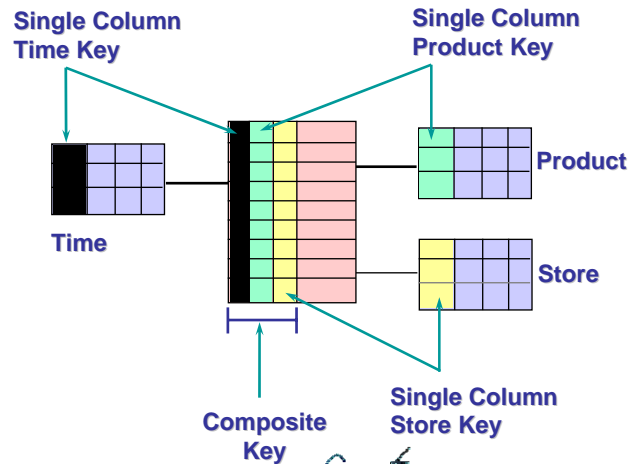 Single Column
Time Key
Single Column
Product Key
Product
Time
Store
Composite
Key
Single Column
Store Key